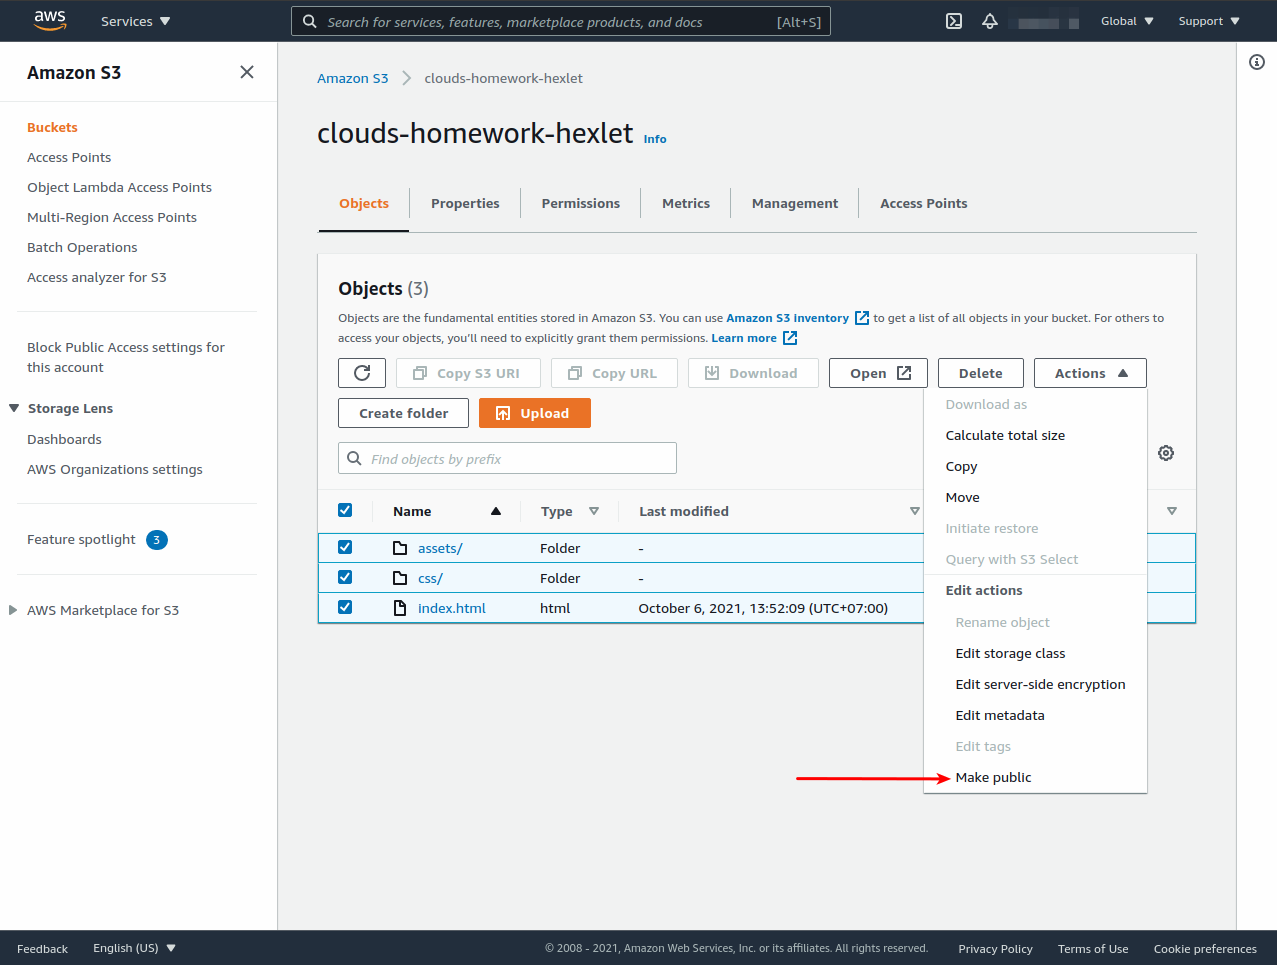 aws Services Search for services, features, marketplace products, and docs [Alt+S] Global Support
Amazon S3
Buckets
Access Points
Object Lambda Access Points
Multi-Region Access Points
Batch Operations
Access analyzer for S3
Block Public Access settings for
this account
Storage Lens
Dashboards
AWS Organizations settings
Feature spotlight 3
AWS Marketplace for S3
Amazon S3 clouds-homework-hexlet
clouds-homework-hexlet Info
Objects Properties Permissions Metrics Management Access Points
Objects (3)
Objects are the fundamental entities stored in Amazon S3. You can use Amazon S3 inventory to get a list of all objects in your bucket. For others to
access your objects, you'll need to explicitly grant them permissions. Learn more
Copy S3 URI Copy URL Download Open Delete Actions
Create folder Upload
Find objects by prefix
Name Type Last modified
assets/ Folder -
css/ Folder -
index.html html October 6, 2021, 13:52:09 (UTC+07:00)
Download as
Calculate total size
Copy
Move
Initiate restore
Query with S3 Select
Edit actions
Rename object
Edit storage class
Edit server-side encryption
Edit metadata
Edit tags
Make public
Feedback English (US) © 2008 - 2021, Amazon Web Services, Inc. or its affiliates. All rights reserved. Privacy Policy Terms of Use Cookie preferences